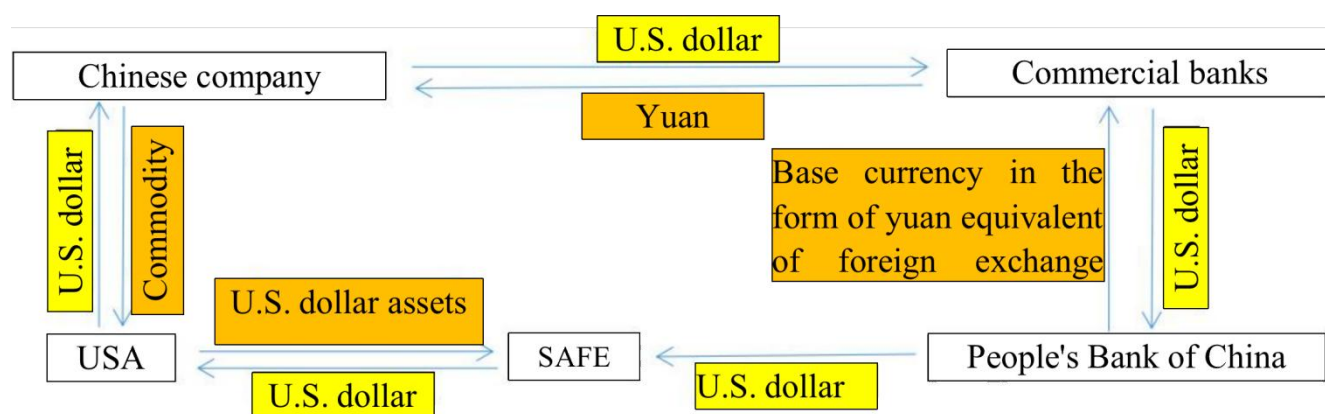 U.S. dollar
Chinese company
Commercial banks
Yuan
U.S. dollar
Commodity
Base currency in the
form of yuan equivalent
of foreign exchange
U.S. dollar
U.S. dollar assets
USA
SAFE
People's Bank of China
U.S. dollar
U.S. dollar